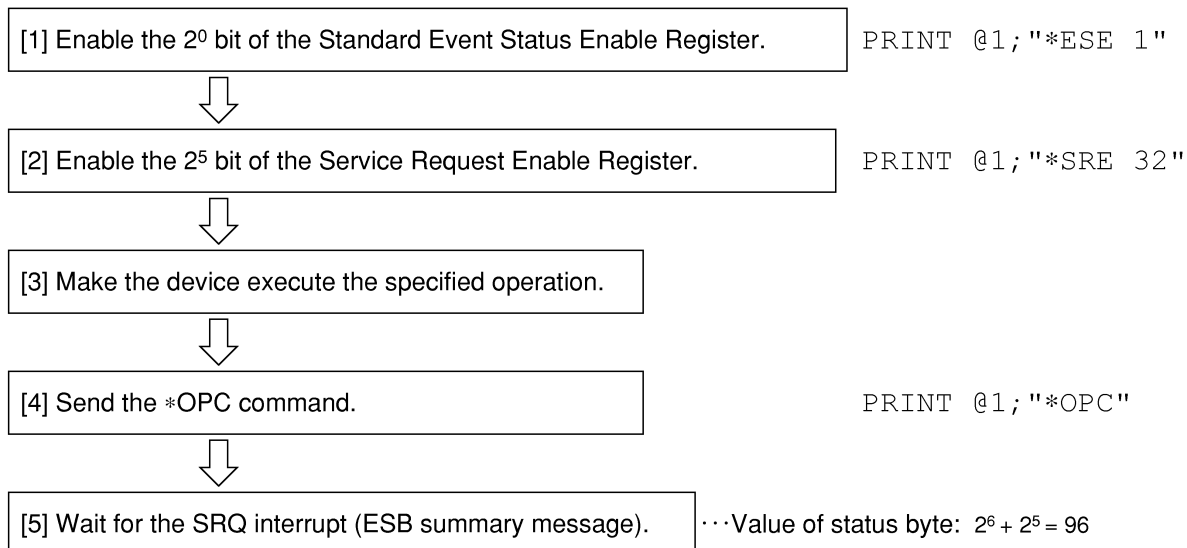 [1] Enable the 2⁰ bit of the Standard Event Status Enable Register. PRINT @1;"*ESE 1"
[2] Enable the 2⁵ bit of the Service Request Enable Register. PRINT @1;"*SRE 32"
[3] Make the device execute the specified operation.
[4] Send the *OPC command. PRINT @1;"*OPC"
[5] Wait for the SRQ interrupt (ESB summary message). ···Value of status byte: 2⁶ + 2⁵ = 96